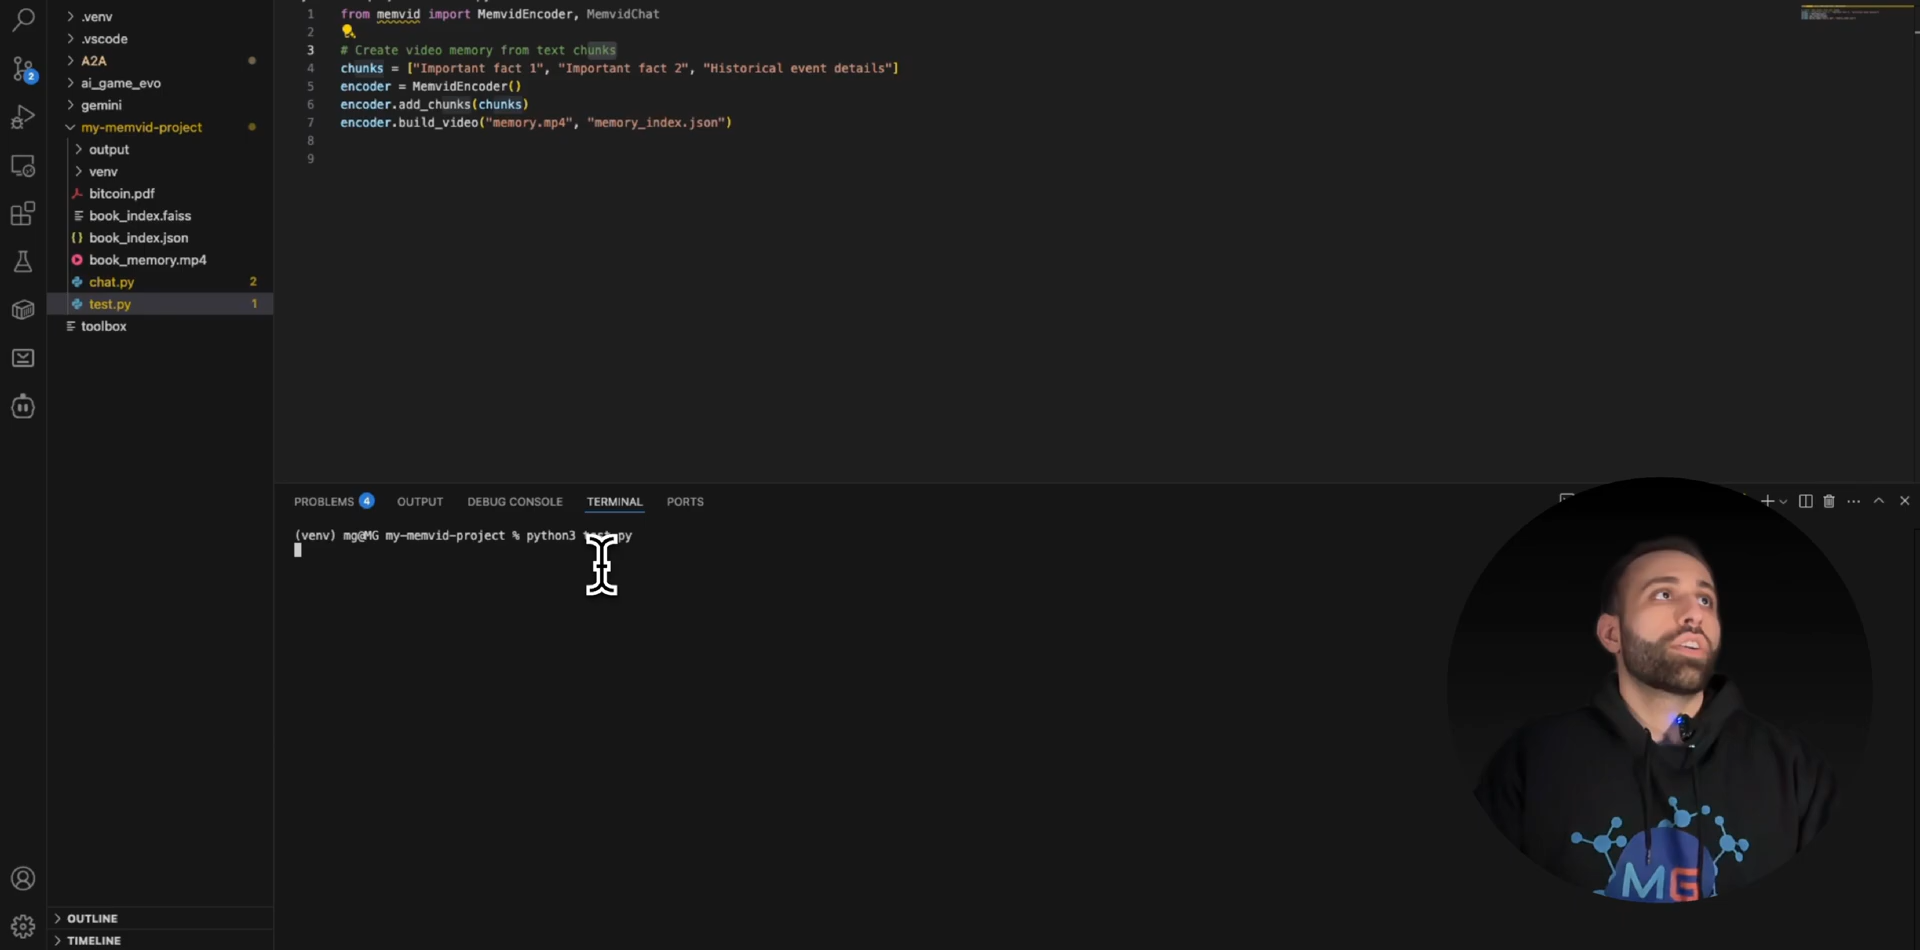 2
.venv
.vscode
A2A
ai_game_evo
gemini
my-memvid-project
output
venv
bitcoin.pdf
book_index.faiss
book_index.json
book_memory.mp4
chat.py 2
test.py 1
toolbox
OUTLINE
TIMELINE
1 from memvid import MemvidEncoder, MemvidChat
2
3 # Create video memory from text chunks
4 chunks = ["Important fact 1", "Important fact 2", "Historical event details"]
5 encoder = MemvidEncoder()
6 encoder.add_chunks(chunks)
7 encoder.build_video("memory.mp4", "memory_index.json")
8
9
PROBLEMS 4 OUTPUT DEBUG CONSOLE TERMINAL PORTS
(venv) mg@MG my-memvid-project % python3 test.py
MG